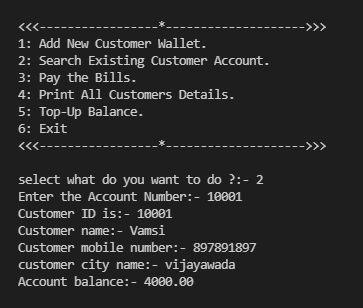 <<<-----------------*-------------------->>>
1: Add New Customer Wallet.
2: Search Existing Customer Account.
3: Pay the Bills.
4: Print All Customers Details.
5: Top-Up Balance.
6: Exit
<<<-----------------*-------------------->>>
select what do you want to do ?:- 2
Enter the Account Number:- 10001
Customer ID is:- 10001
Customer name:- Vamsi
Customer mobile number:- 897891897
customer city name:- vijayawada
Account balance:- 4000.00